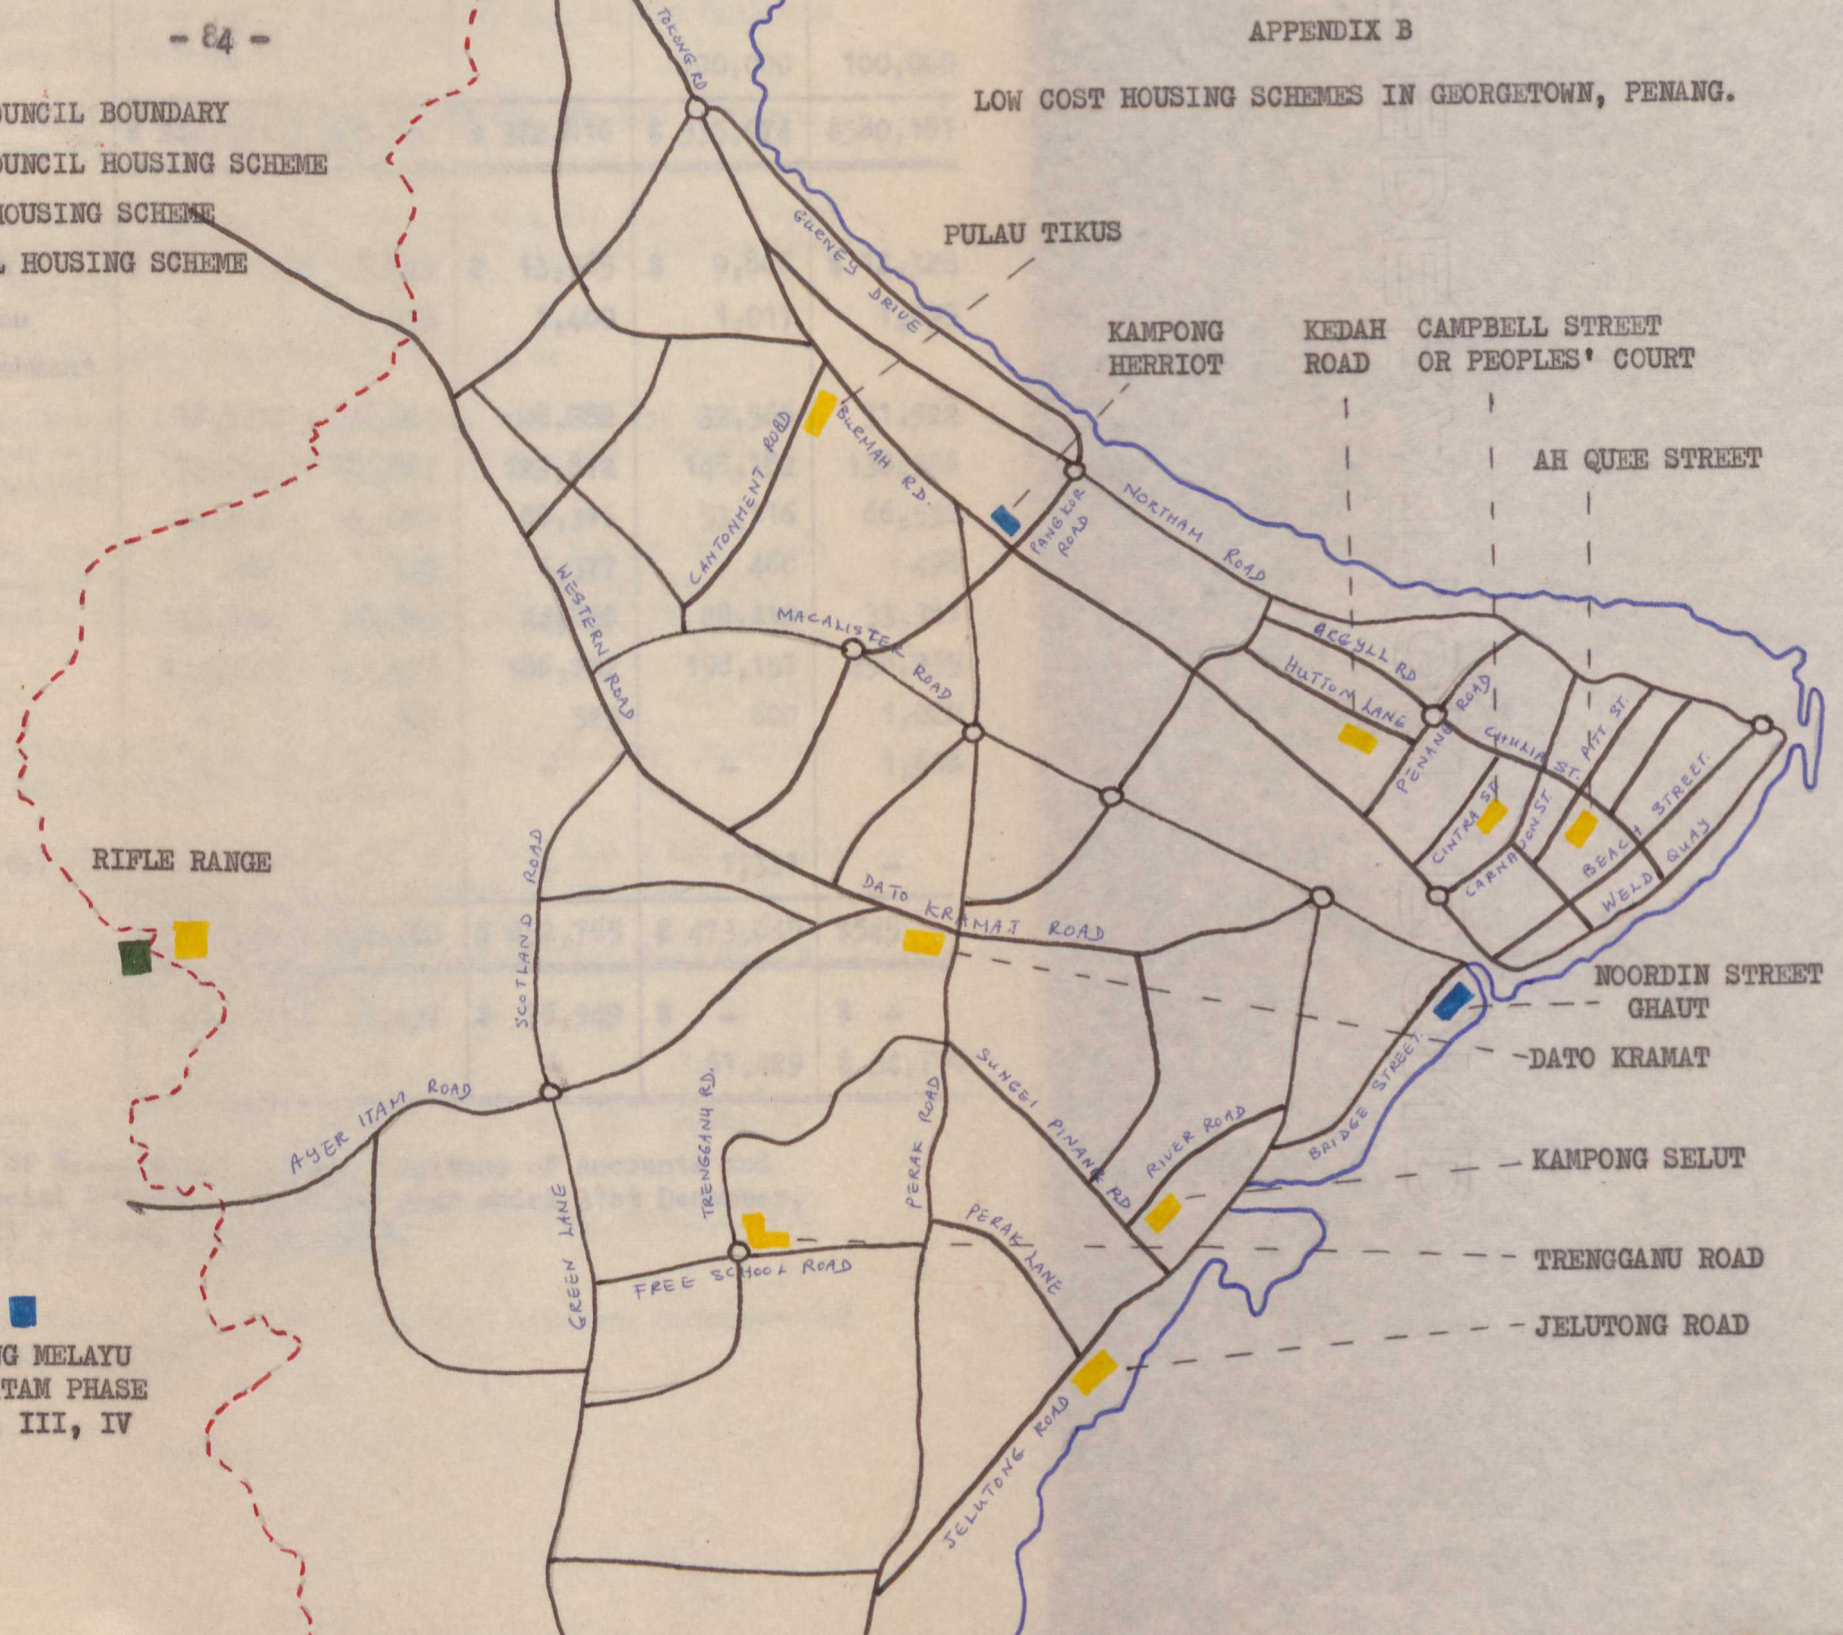 - 84 -
APPENDIX B
LOW COST HOUSING SCHEMES IN GEORGETOWN, PENANG.
OUNCIL BOUNDARY
OUNCIL HOUSING SCHEME
HOUSING SCHEME
L HOUSING SCHEME
TOKONG RD
PULAU TIKUS
GURNEY DRIVE
KAMPONG
HERRIOT
KEDAH
ROAD
CAMPBELL STREET
OR PEOPLES' COURT
AH QUEE STREET
BURMAH RD.
CANTONMENT ROAD
PANGKOR
ROAD
NORTHAM ROAD
WESTERN ROAD
MACALISTER ROAD
ARGYLL RD
HUTTON LANE
PENANG ROAD
CHULIA ST.
PITT ST.
CINTRA ST.
CARNAVON ST.
BEACH STREET.
WELD QUAY
RIFLE RANGE
SCOTLAND ROAD
DATO KRAMAT ROAD
NOORDIN STREET
GHAUT
DATO KRAMAT
BRIDGE STREET
AYER ITAM ROAD
TRENGGANU RD.
PERAK ROAD
SUNGEI PINANG RD
RIVER ROAD
KAMPONG SELUT
GREEN LANE
FREE SCHOOL ROAD
PERAK LANE
TRENGGANU ROAD
JELUTONG ROAD
JELUTONG ROAD
NG MELAYU
ITAM PHASE
III, IV